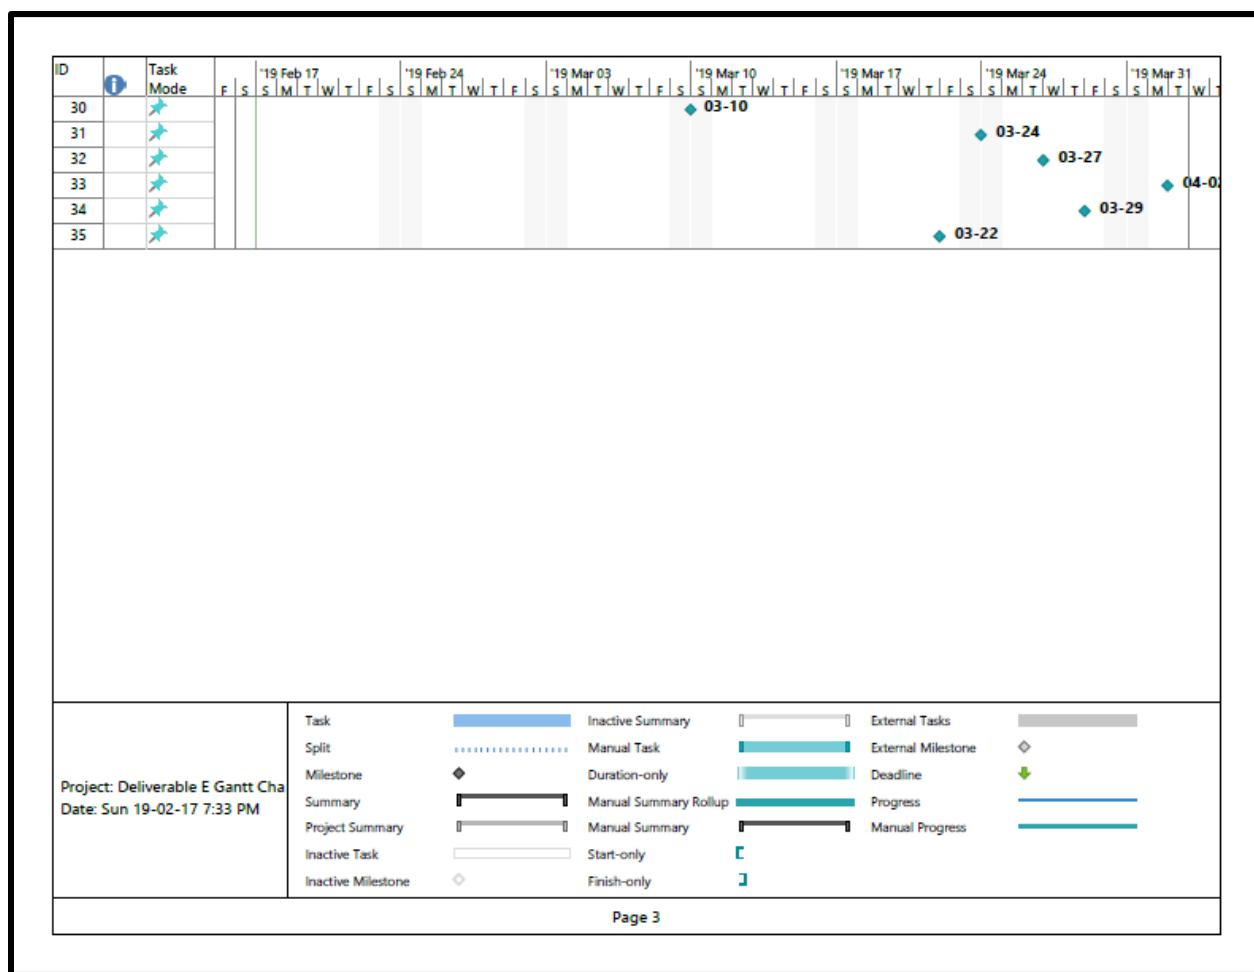 ID Task '19 Feb 17 '19 Feb 24 '19 Mar 03 '19 Mar 10 '19 Mar 17 '19 Mar 24 '19 Mar 31
Mode F S S M T W T F S S M T W T F S S M T W T F S S M T W T F S S M T W T F S S M T W T F S S M T W T
30 03-10
31 03-24
32 03-27
33 04-02
34 03-29
35 03-22
Project: Deliverable E Gantt Cha
Date: Sun 19-02-17 7:33 PM
Task
Split
Milestone
Summary
Project Summary
Inactive Task
Inactive Milestone
Inactive Summary
Manual Task
Duration-only
Manual Summary Rollup
Manual Summary
Start-only
Finish-only
External Tasks
External Milestone
Deadline
Progress
Manual Progress
Page 3